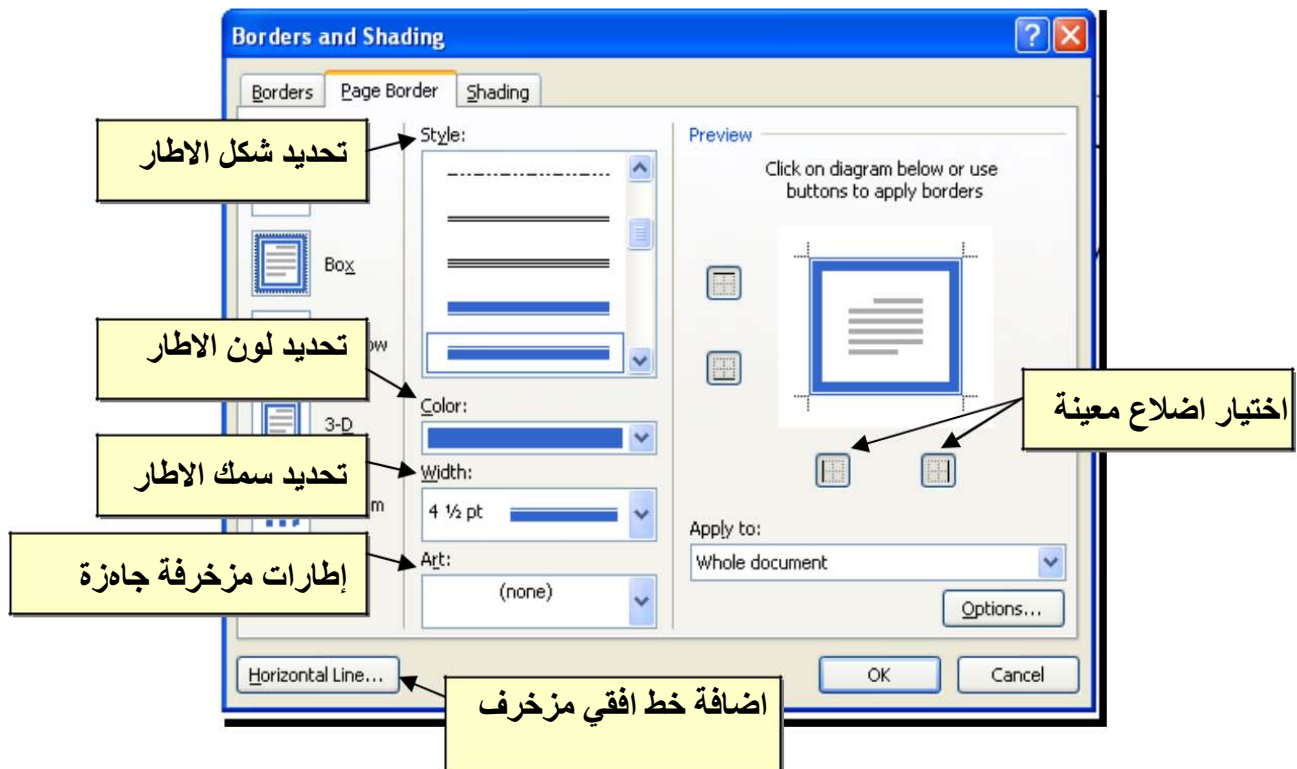 Borders and Shading
Borders Page Border Shading
تحديد شكل الاطار
Style:
Box
تحديد لون الاطار
ow
Color:
3-D
تحديد سمك الاطار
Width:
m
4 ½ pt
إطارات مزخرفة جاهزة
Art:
(none)
Preview
Click on diagram below or use
buttons to apply borders
اختيار اضلاع معينة
Apply to:
Whole document
Options...
Horizontal Line...
اضافة خط افقي مزخرف
OK Cancel